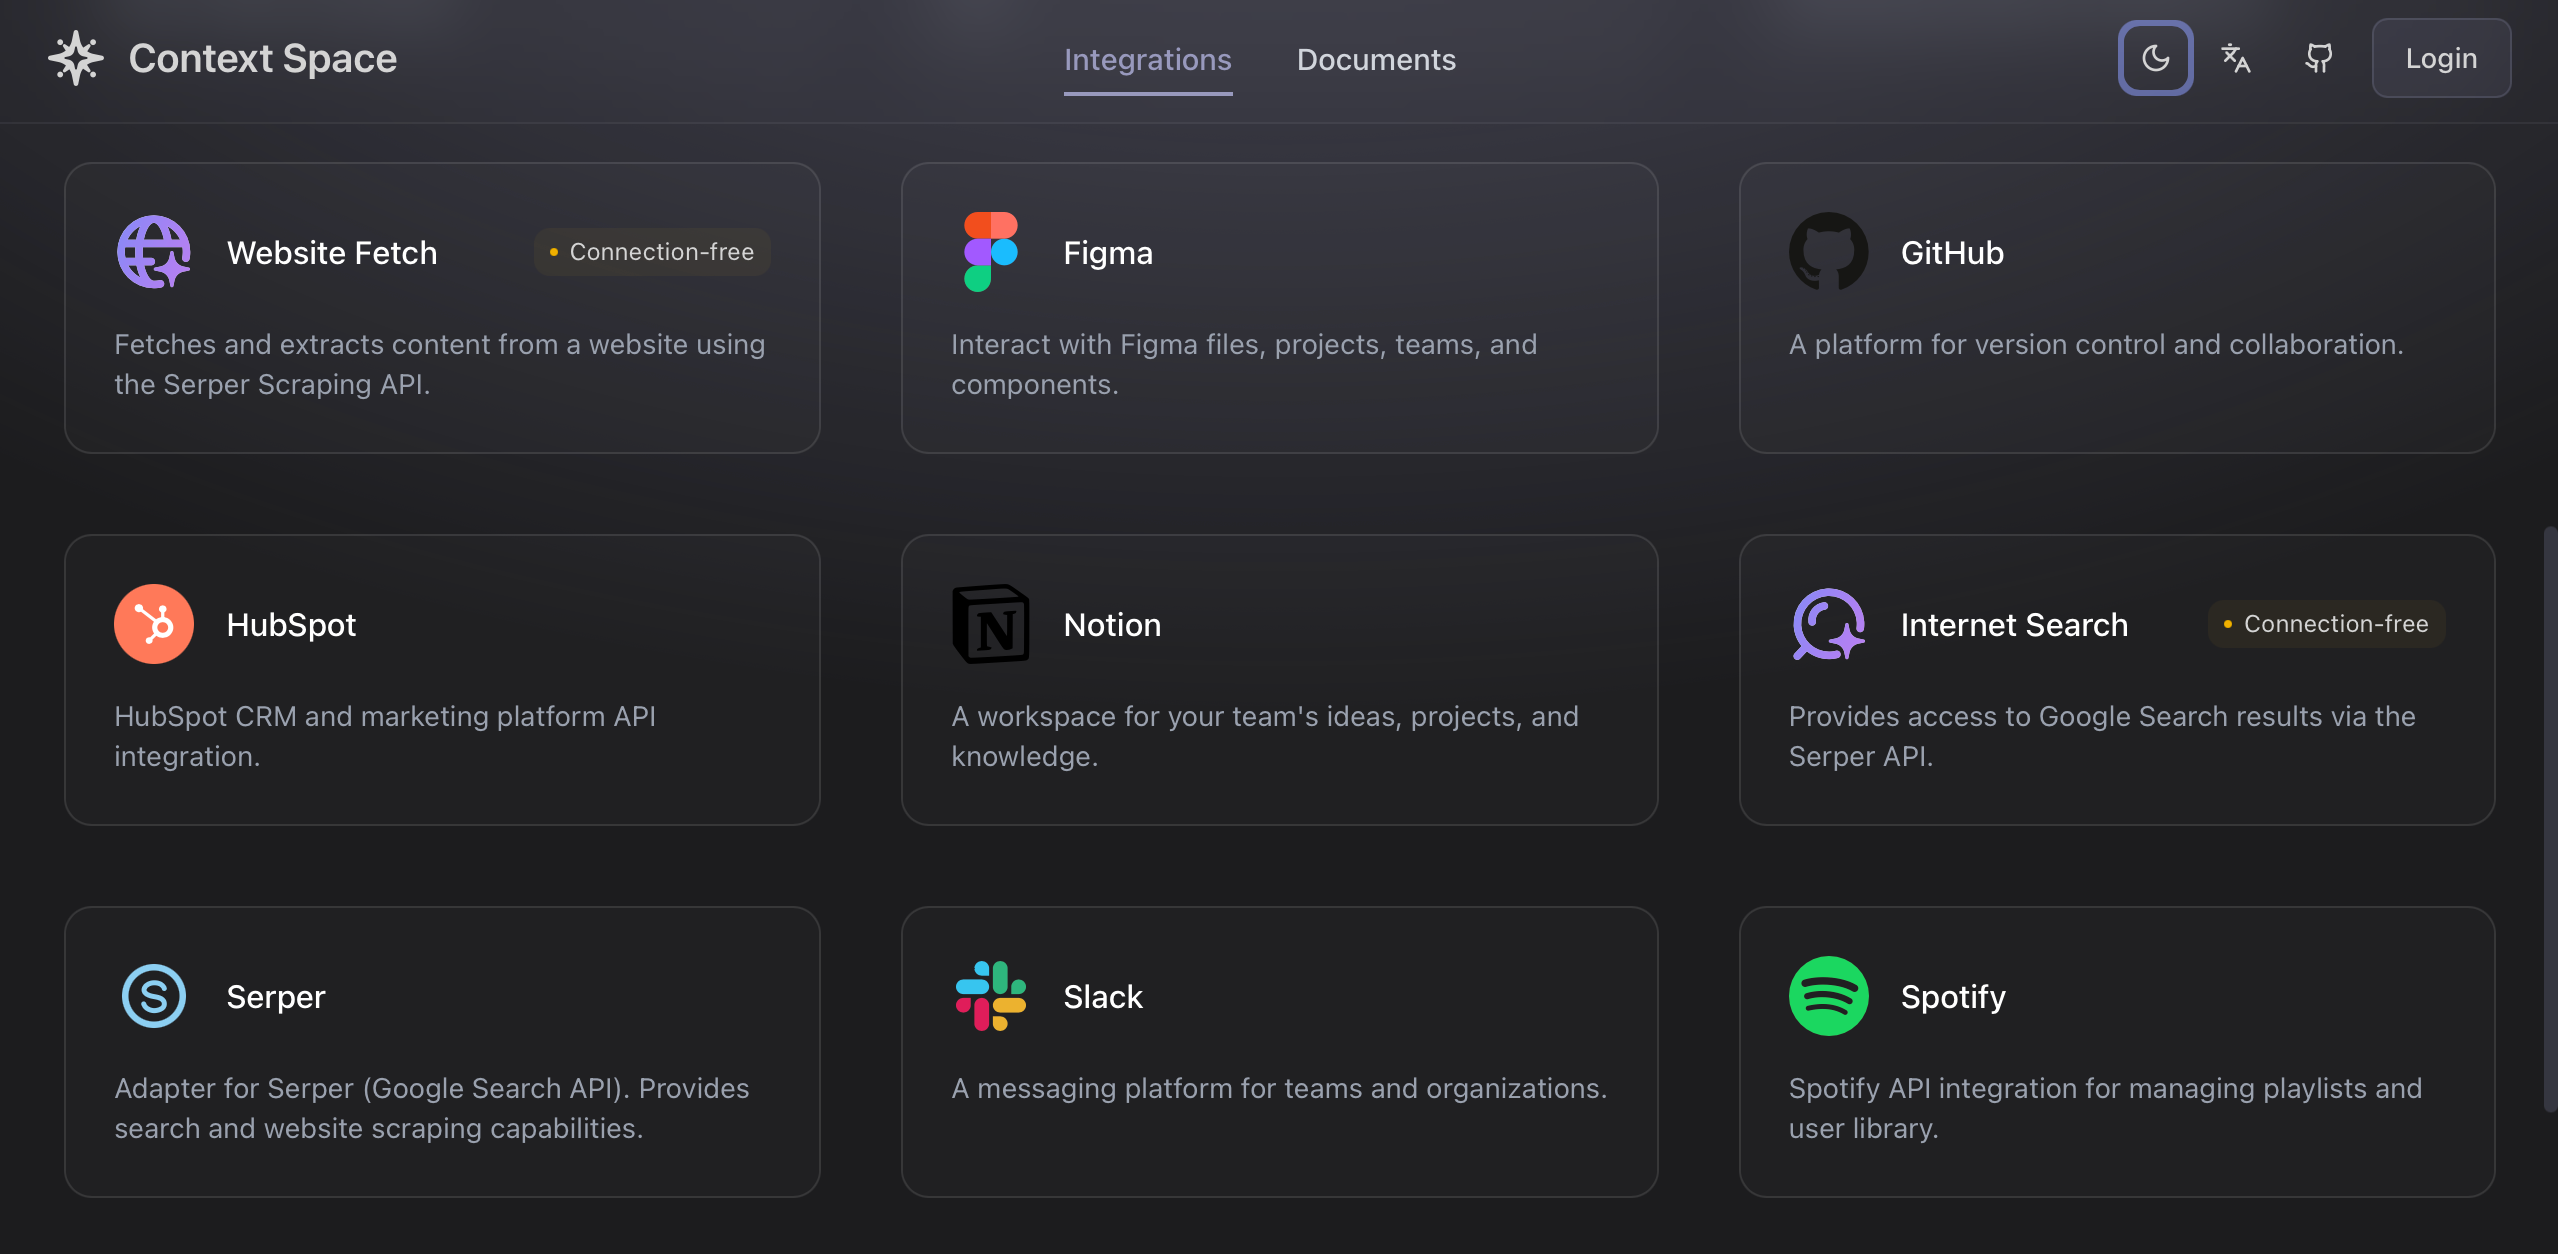 Context Space
Integrations
Documents
Login
Website Fetch
Connection-free
Fetches and extracts content from a website using
the Serper Scraping API.
Figma
Interact with Figma files, projects, teams, and
components.
GitHub
A platform for version control and collaboration.
HubSpot
HubSpot CRM and marketing platform API
integration.
Notion
A workspace for your team's ideas, projects, and
knowledge.
Internet Search
Connection-free
Provides access to Google Search results via the
Serper API.
Serper
Adapter for Serper (Google Search API). Provides
search and website scraping capabilities.
Slack
A messaging platform for teams and organizations.
Spotify
Spotify API integration for managing playlists and
user library.